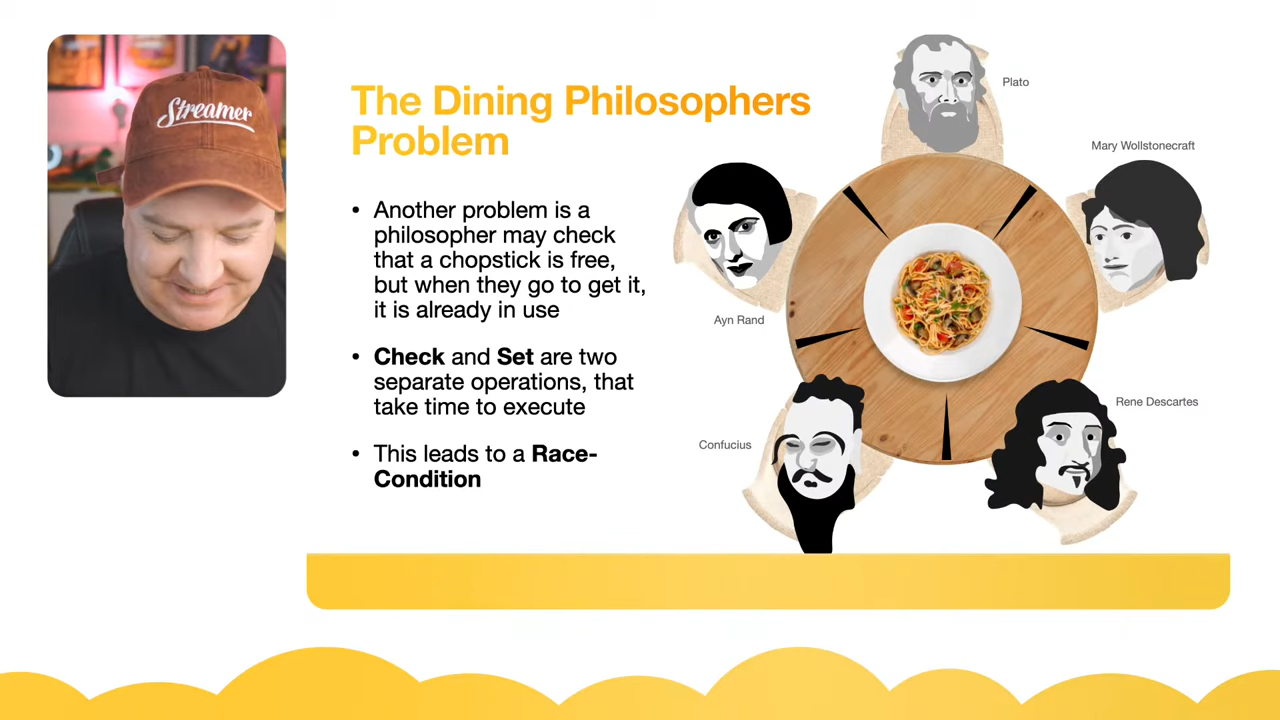 Streamer
The Dining Philosophers
Problem
• Another problem is a
philosopher may check
that a chopstick is free,
but when they go to get it,
it is already in use
• Check and Set are two
separate operations, that
take time to execute
• This leads to a Race-
Condition
Plato
Mary Wollstonecraft
Ayn Rand
Rene Descartes
Confucius